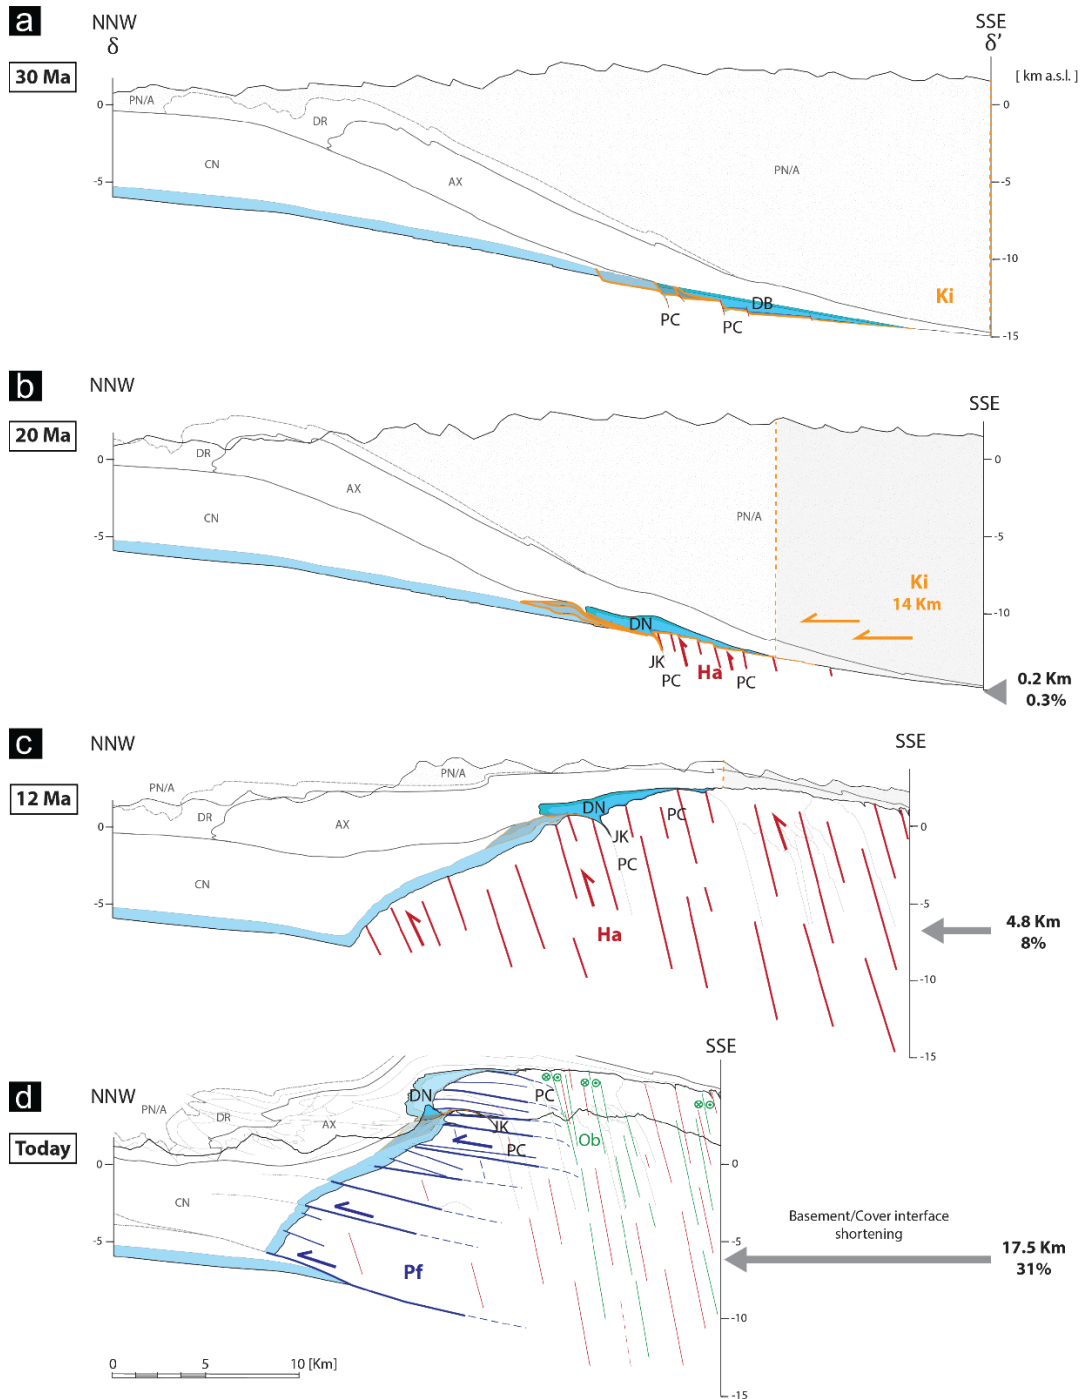 a
NNW
δ
SSE
δ'
30 Ma
[ km a.s.l. ]
0
-5
PN/A
DR
CN
AX
PN/A
0
-5
-10
-15
Ki
DB
PC
PC
b
NNW
SSE
20 Ma
0
-5
DR
AX
CN
PN/A
0
-5
-10
Ki
14 Km
DN
JK
PC
Ha
PC
0.2 Km
0.3%
c
NNW
SSE
12 Ma
PN/A
PN/A
DR
AX
CN
0
-5
DN
JK
PC
PC
Ha
0
-5
-10
-15
4.8 Km
8%
d
NNW
SSE
Today
PN/A
DR
AX
CN
0
-5
DN
JK
PC
PC
Ob
Pf
0
-5
-10
-15
Basement/Cover interface
shortening
17.5 Km
31%
0 5 10 [Km]